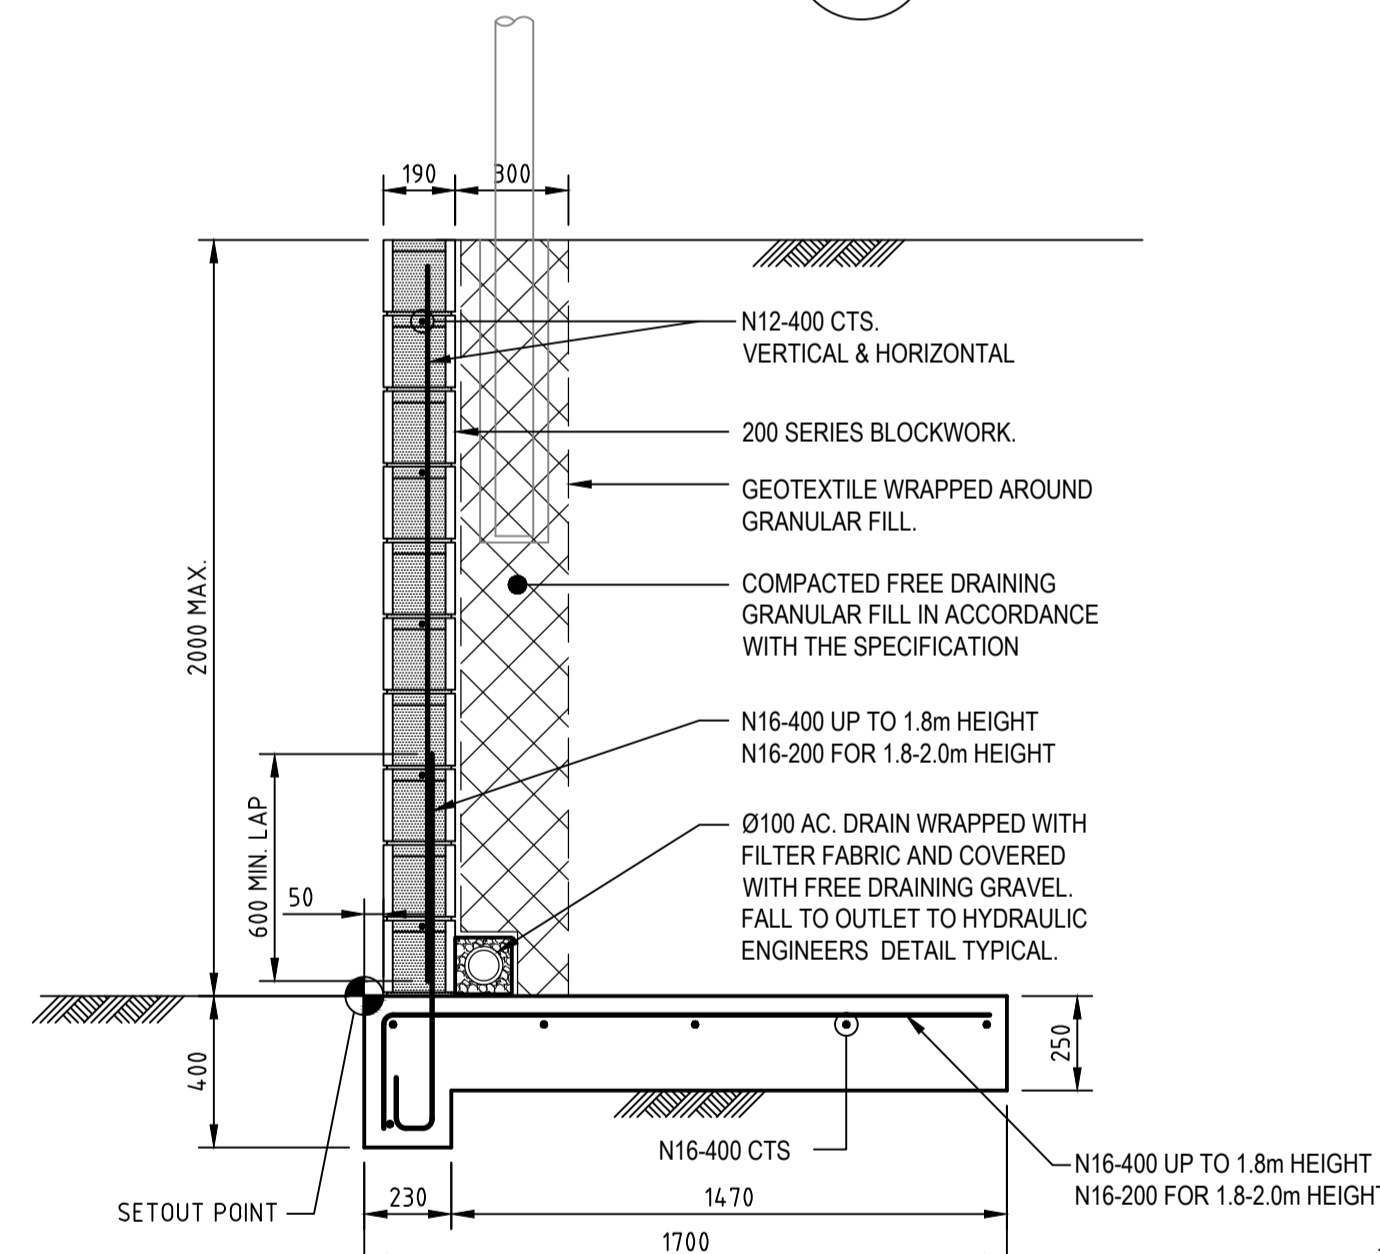 190
300
N12-400 CTS.
VERTICAL & HORIZONTAL
200 SERIES BLOCKWORK.
GEOTEXTILE WRAPPED AROUND
GRANULAR FILL.
2000 MAX.
COMPACTED FREE DRAINING
GRANULAR FILL IN ACCORDANCE
WITH THE SPECIFICATION
N16-400 UP TO 1.8m HEIGHT
N16-200 FOR 1.8-2.0m HEIGHT
600 MIN. LAP
50
Ø100 AC. DRAIN WRAPPED WITH
FILTER FABRIC AND COVERED
WITH FREE DRAINING GRAVEL.
FALL TO OUTLET TO HYDRAULIC
ENGINEERS DETAIL TYPICAL.
400
250
N16-400 CTS
N16-400 UP TO 1.8m HEIGHT
N16-200 FOR 1.8-2.0m HEIGHT
SETOUT POINT
230
1470
1700